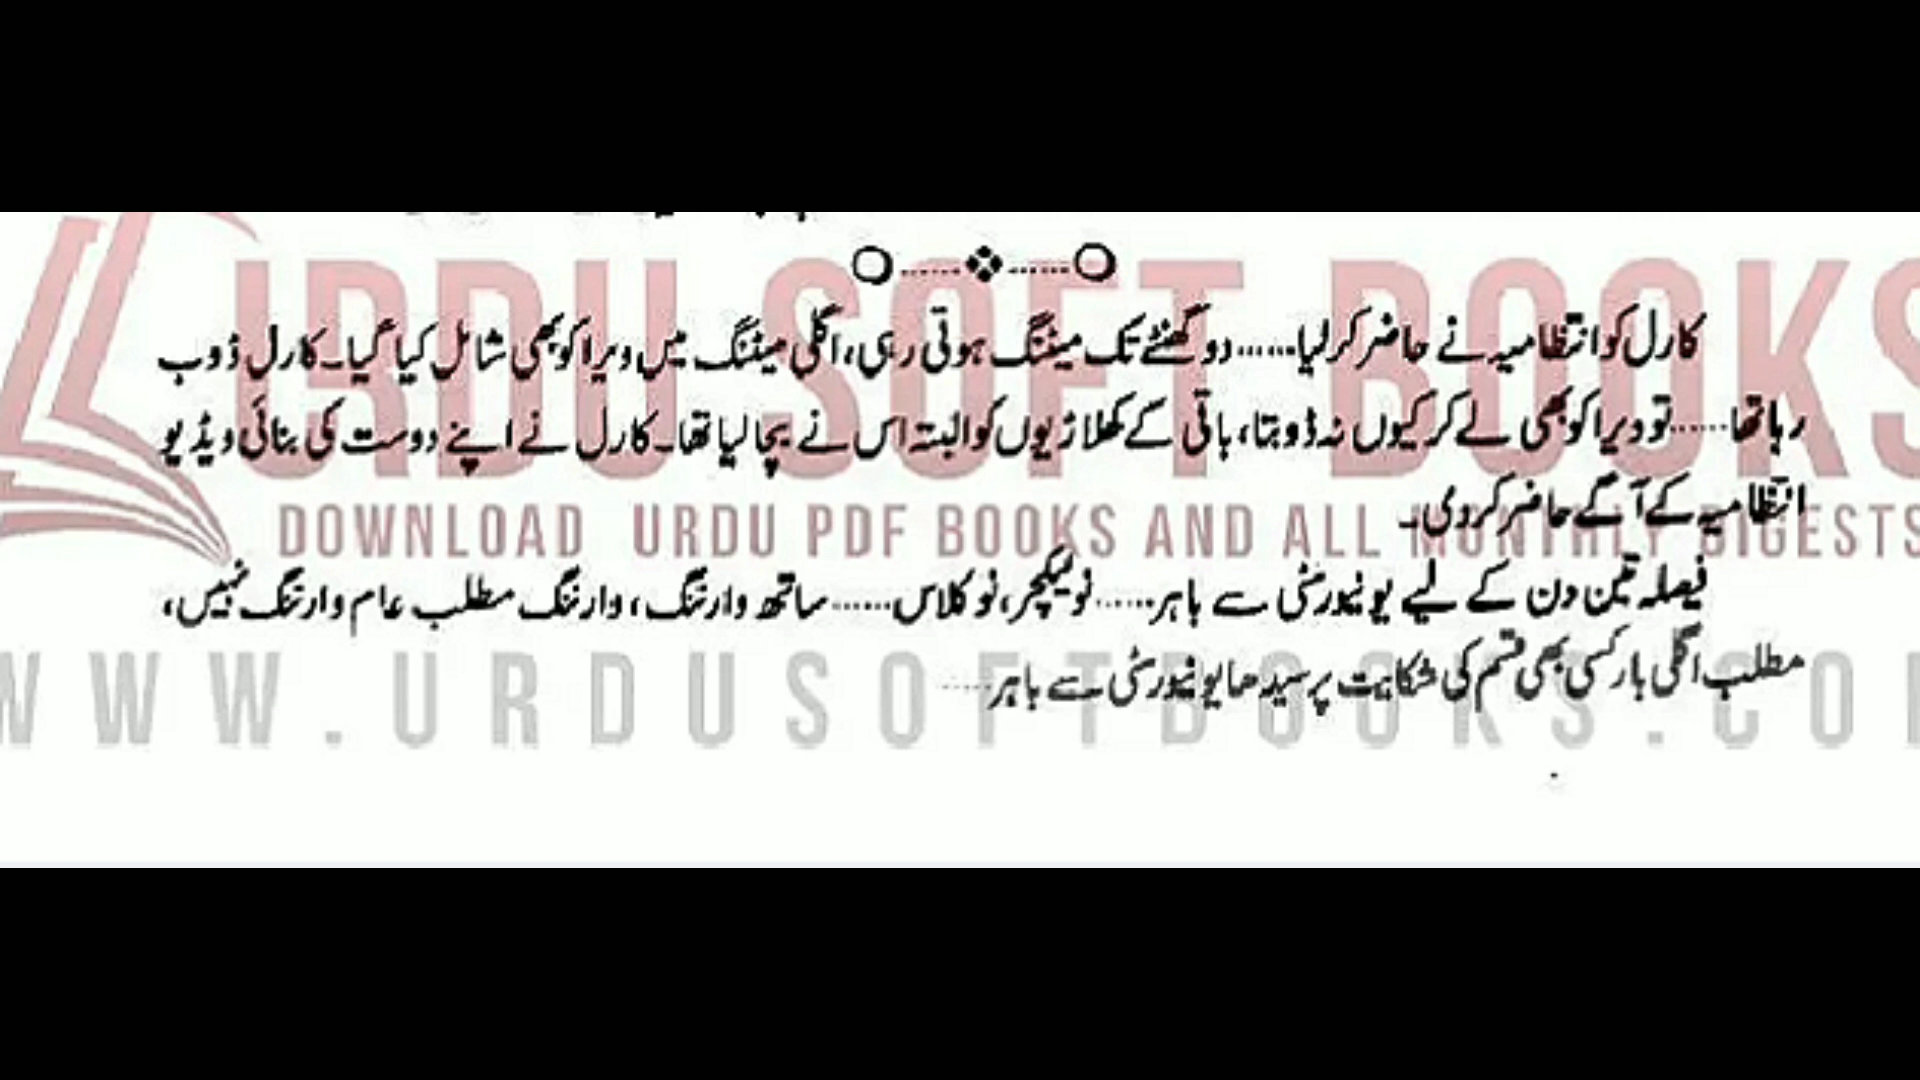 کارل کو انتظامیہ نے حاضر کر لیا...... دو گھنٹے تک میٹنگ ہوتی رہی، اگلی میٹنگ میں ویرا کو بھی شامل کیا گیا۔ کارل ڈوب
رہا تھا...... تو ویرا کو بھی لے کر کیوں نہ ڈوبتا، باقی کے کھلاڑیوں کو البتہ اس نے بچا لیا تھا۔ کارل نے اپنے دوست کی بنائی ویڈیو
انتظامیہ کے آگے حاضر کر دی۔
فیصلہ تین دن کے لیے یونیورسٹی سے باہر...... نو لیکچر، نو کلاس...... ساتھ وارننگ، وارننگ مطلب عام وارننگ نہیں،
مطلب اگلی بار کسی بھی قسم کی شکایت پر سیدھا یونیورسٹی سے باہر......
URDU SOFT BOOKS
DOWNLOAD URDU PDF BOOKS AND ALL MONTHLY DIGESTS
WWW.URDUSOFTBOOKS.CO